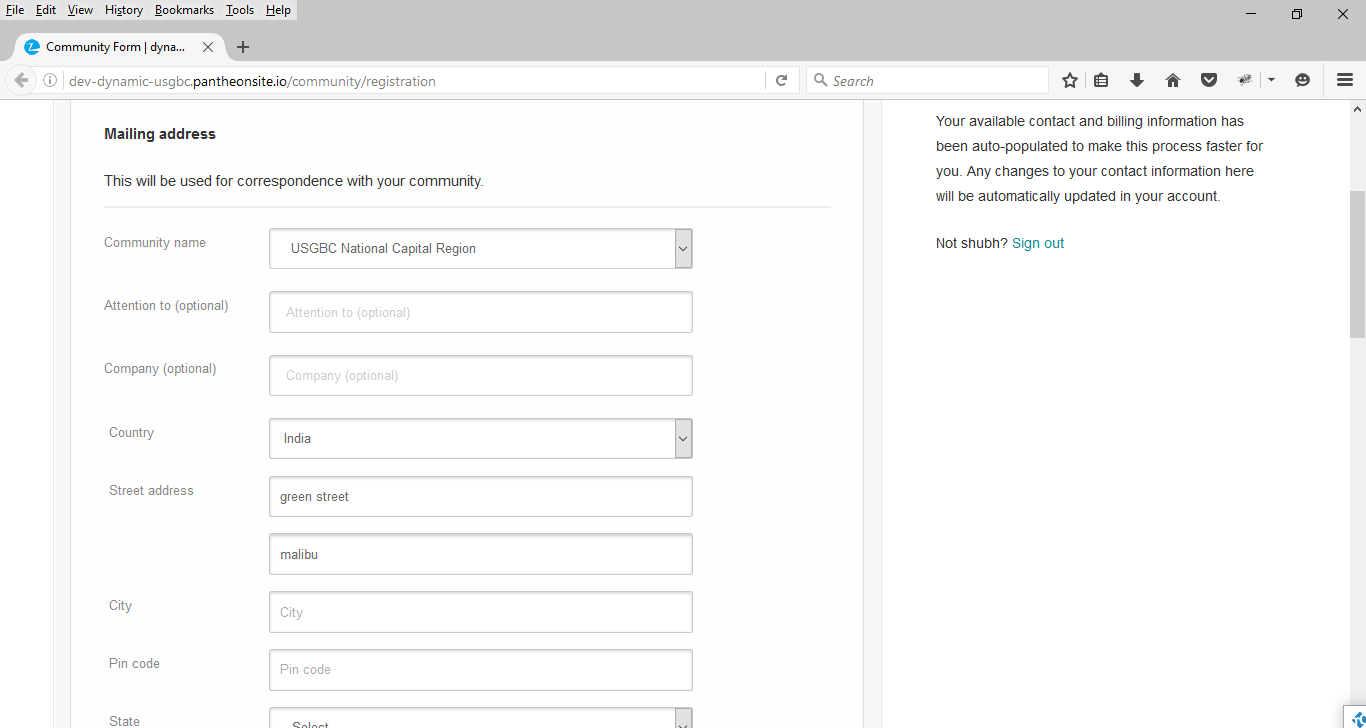 File Edit View History Bookmarks Tools Help
Community Form | dyna...
dev-dynamic-usgbc.pantheonsite.io/community/registration
Search
Mailing address
This will be used for correspondence with your community.
Community name
USGBC National Capital Region
Attention to (optional)
Attention to (optional)
Company (optional)
Company (optional)
Country
India
Street address
green street
malibu
City
City
Pin code
Pin code
State
Select
Your available contact and billing information has
been auto-populated to make this process faster for
you. Any changes to your contact information here
will be automatically updated in your account.
Not shubh? Sign out